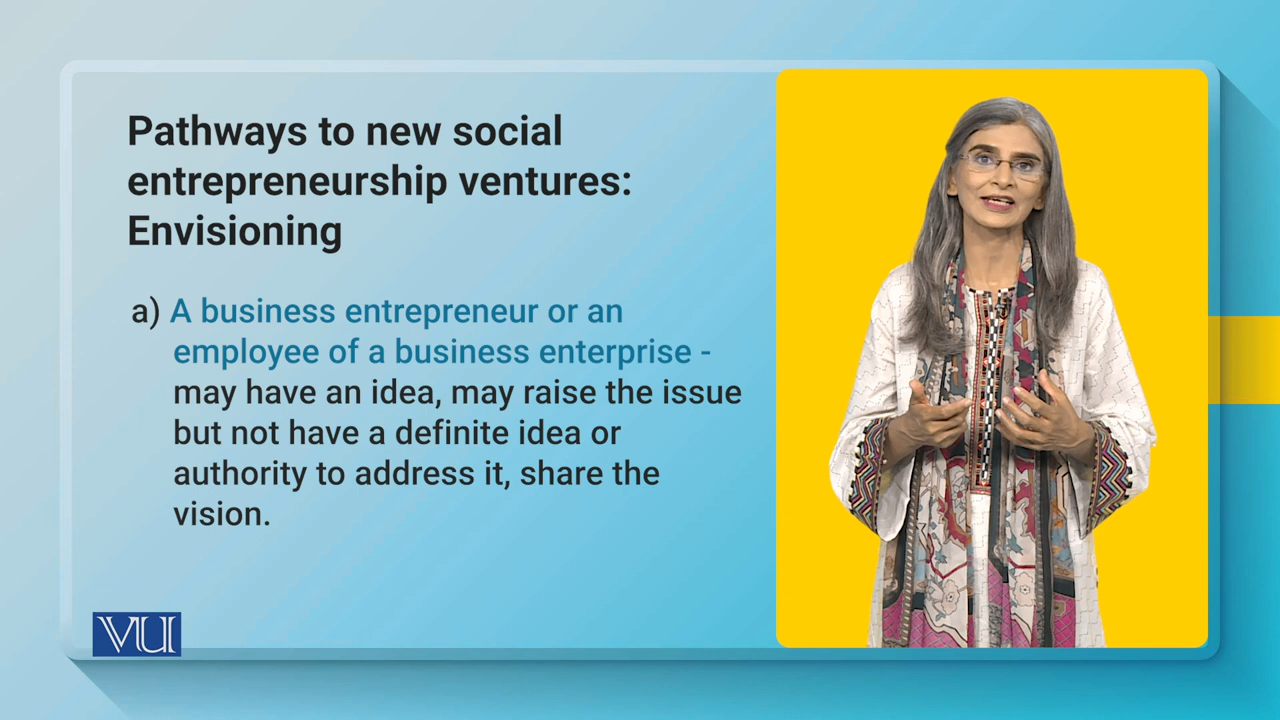 Pathways to new social
entrepreneurship ventures:
Envisioning
a) A business entrepreneur or an
employee of a business enterprise -
may have an idea, may raise the issue
but not have a definite idea or
authority to address it, share the
vision.
VU